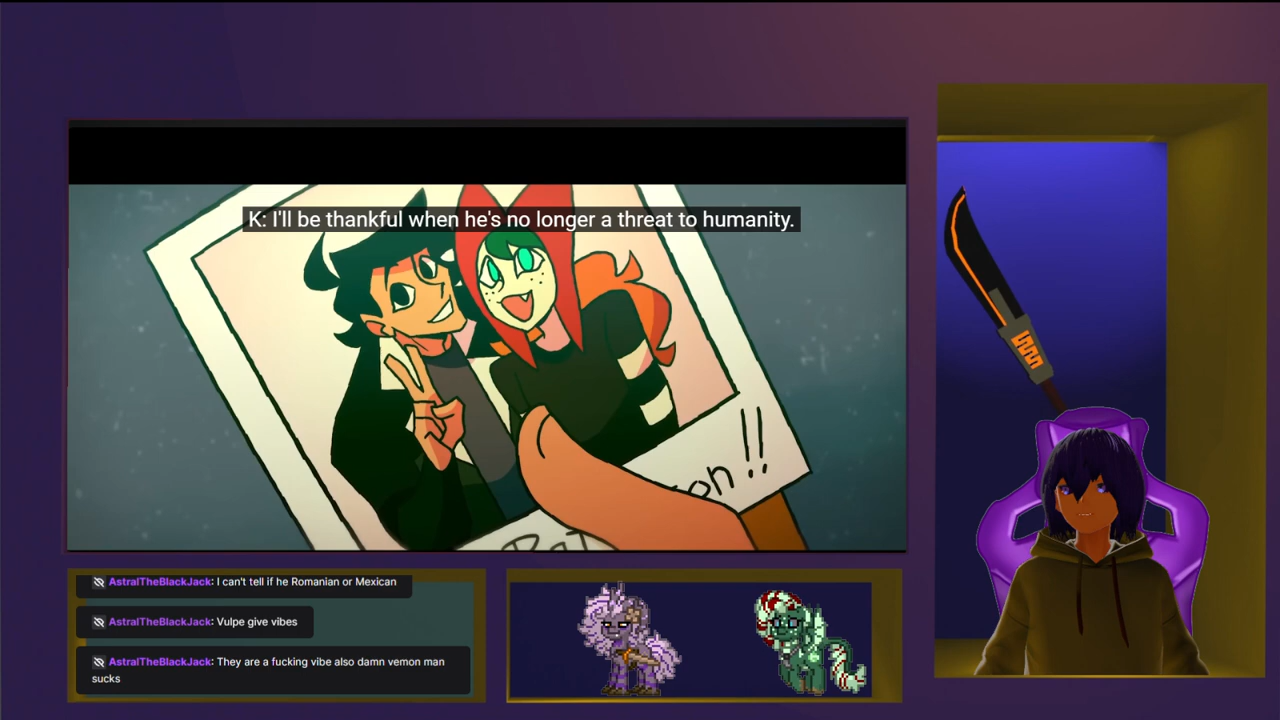 K: I'll be thankful when he's no longer a threat to humanity.
on !!
AstralTheBlackJack: I can't tell if he Romanian or Mexican
AstralTheBlackJack: Vulpe give vibes
AstralTheBlackJack: They are a fucking vibe also damn vemon man
sucks